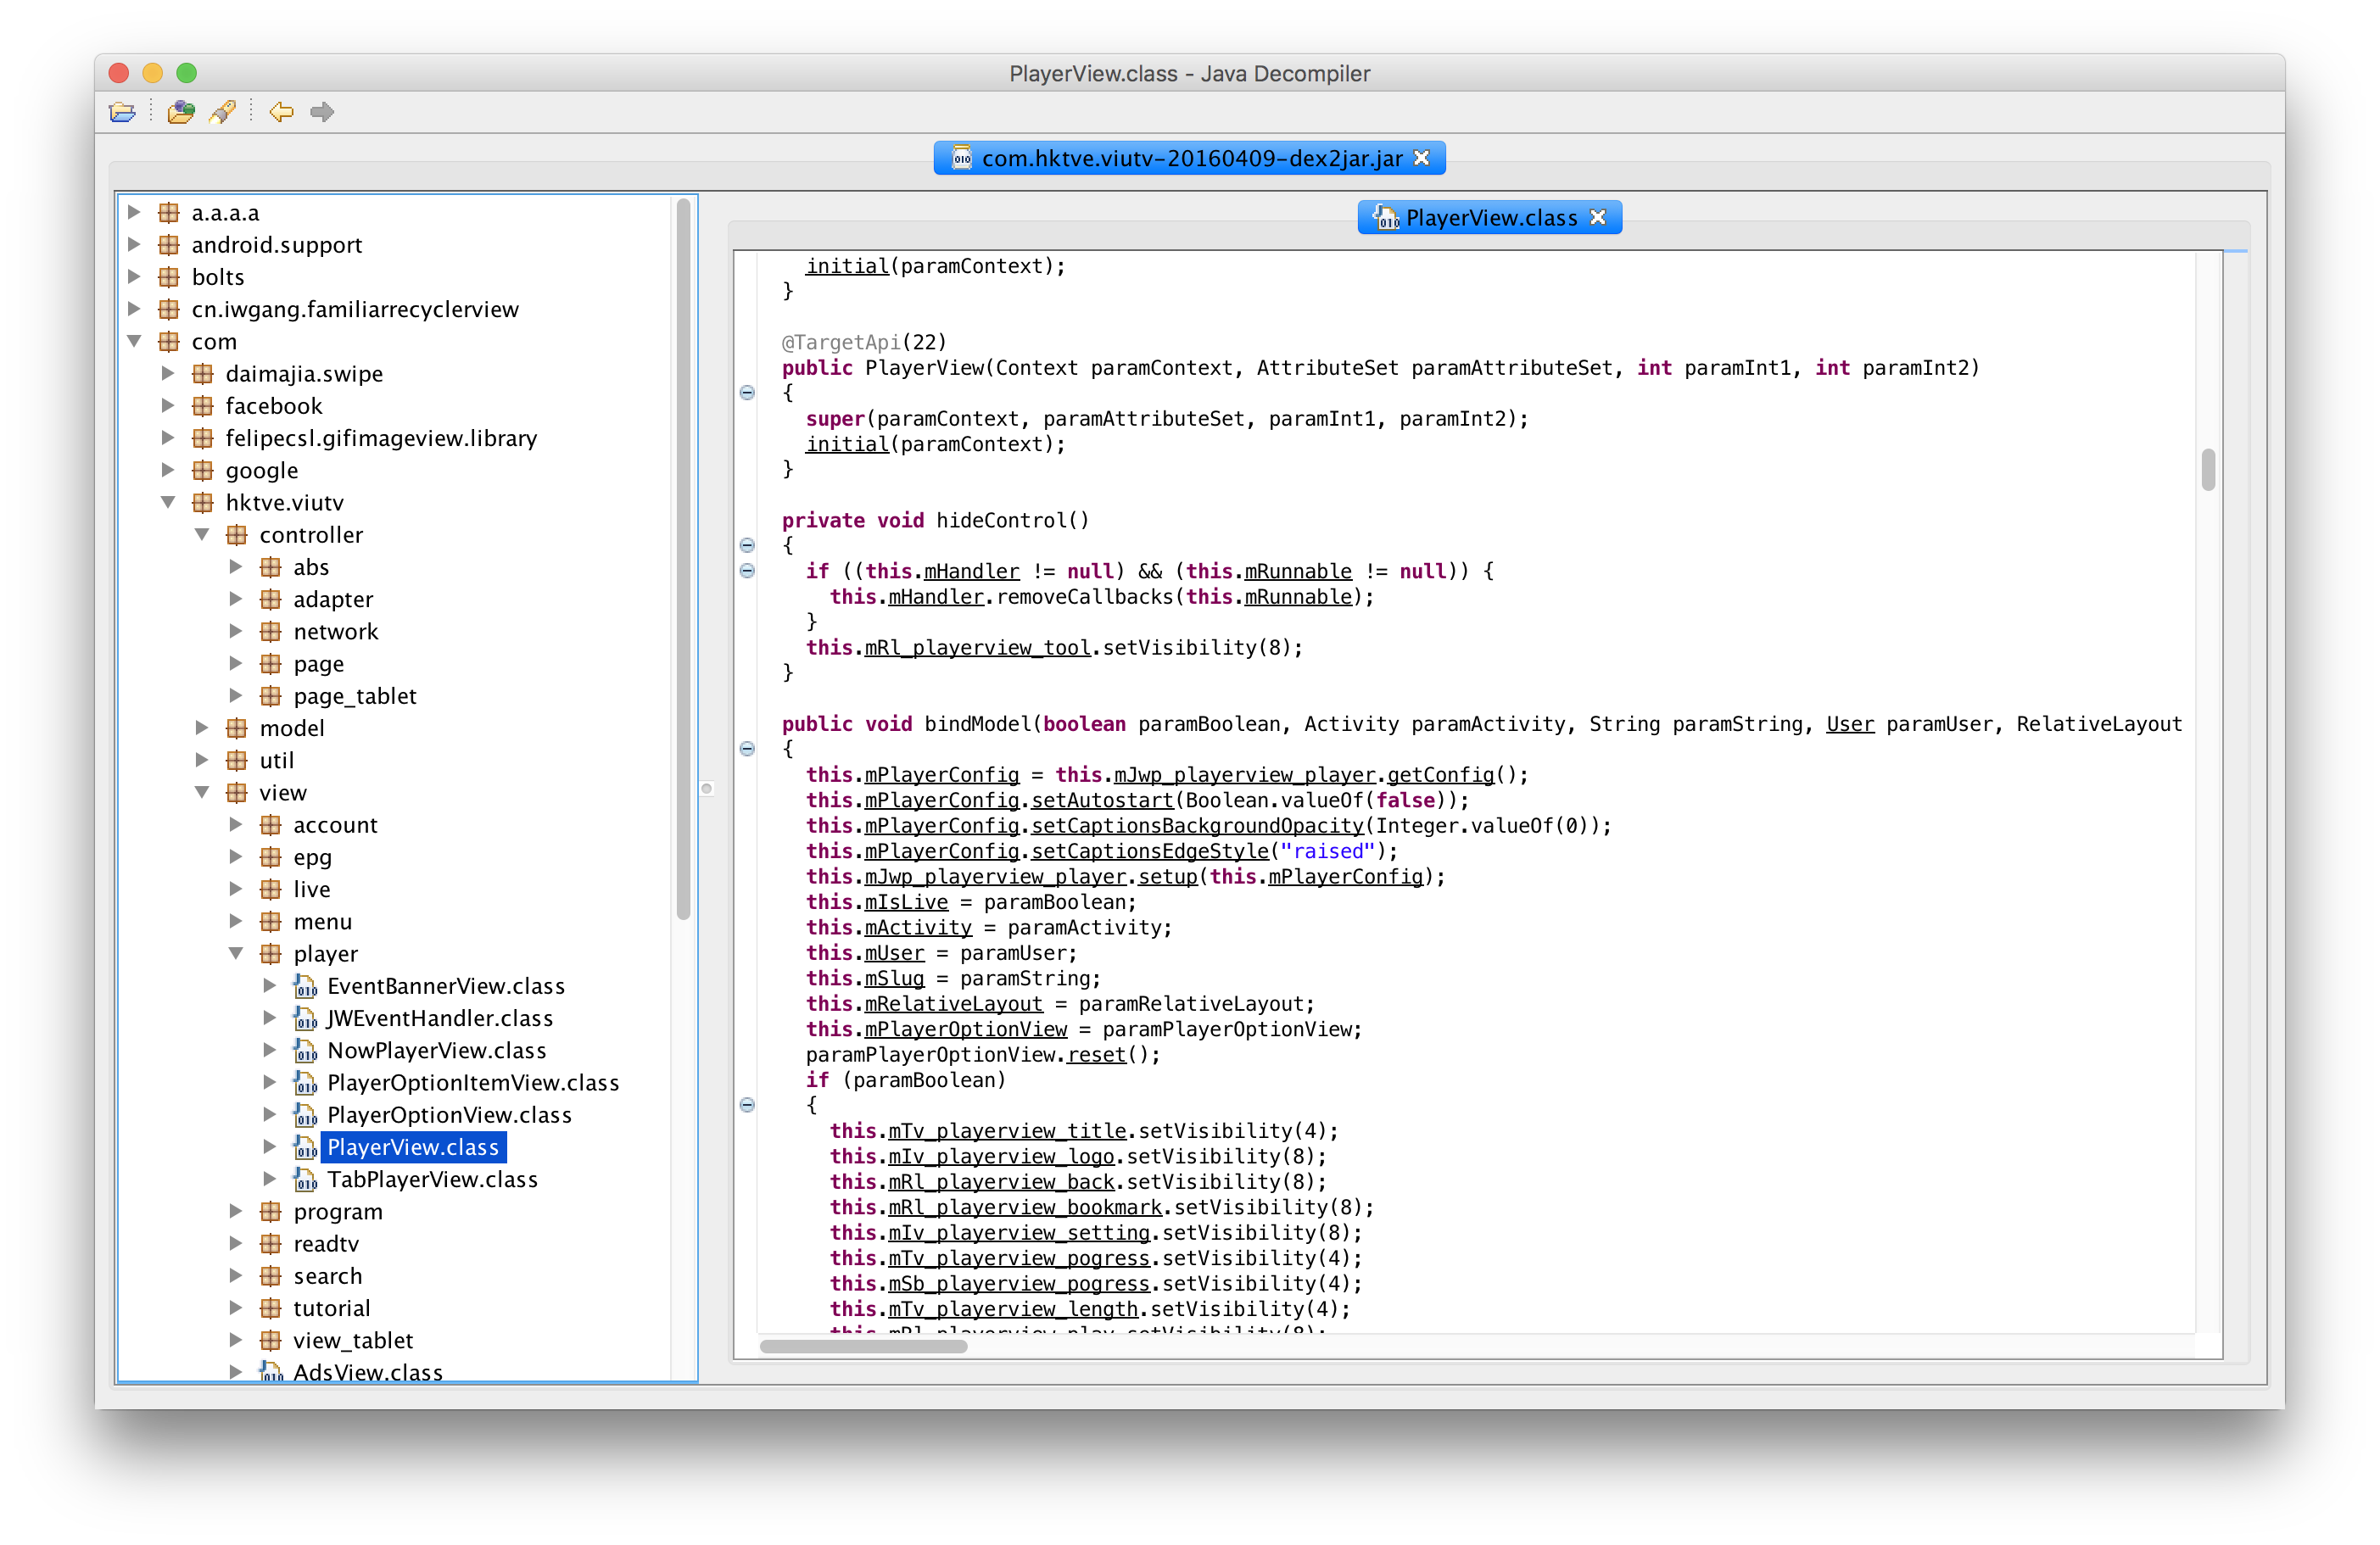 PlayerView.class - Java Decompiler
com.hktve.viutv-20160409-dex2jar.jar
a.a.a.a
android.support
bolts
cn.iwgang.familiarrecyclerview
com
daimajia.swipe
facebook
felipecsl.gifimageview.library
google
hktve.viutv
controller
abs
adapter
network
page
page_tablet
model
util
view
account
epg
live
menu
player
EventBannerView.class
JWEventHandler.class
NowPlayerView.class
PlayerOptionItemView.class
PlayerOptionView.class
PlayerView.class
TabPlayerView.class
program
readtv
search
tutorial
view_tablet
AdsView.class
PlayerView.class
initial(paramContext);
}
@TargetApi(22)
public PlayerView(Context paramContext, AttributeSet paramAttributeSet, int paramInt1, int paramInt2)
{
super(paramContext, paramAttributeSet, paramInt1, paramInt2);
initial(paramContext);
}
private void hideControl()
{
if ((this.mHandler != null) && (this.mRunnable != null)) {
this.mHandler.removeCallbacks(this.mRunnable);
}
this.mRl_playerview_tool.setVisibility(8);
}
public void bindModel(boolean paramBoolean, Activity paramActivity, String paramString, User paramUser, RelativeLayout
{
this.mPlayerConfig = this.mJwp_playerview_player.getConfig();
this.mPlayerConfig.setAutostart(Boolean.valueOf(false));
this.mPlayerConfig.setCaptionsBackgroundOpacity(Integer.valueOf(0));
this.mPlayerConfig.setCaptionsEdgeStyle("raised");
this.mJwp_playerview_player.setup(this.mPlayerConfig);
this.mIsLive = paramBoolean;
this.mActivity = paramActivity;
this.mUser = paramUser;
this.mSlug = paramString;
this.mRelativeLayout = paramRelativeLayout;
this.mPlayerOptionView = paramPlayerOptionView;
paramPlayerOptionView.reset();
if (paramBoolean)
{
this.mTv_playerview_title.setVisibility(4);
this.mIv_playerview_logo.setVisibility(8);
this.mRl_playerview_back.setVisibility(8);
this.mRl_playerview_bookmark.setVisibility(8);
this.mIv_playerview_setting.setVisibility(8);
this.mTv_playerview_pogress.setVisibility(4);
this.mSb_playerview_pogress.setVisibility(4);
this.mTv_playerview_length.setVisibility(4);
this.mRl_playerview_play.setVisibility(8);